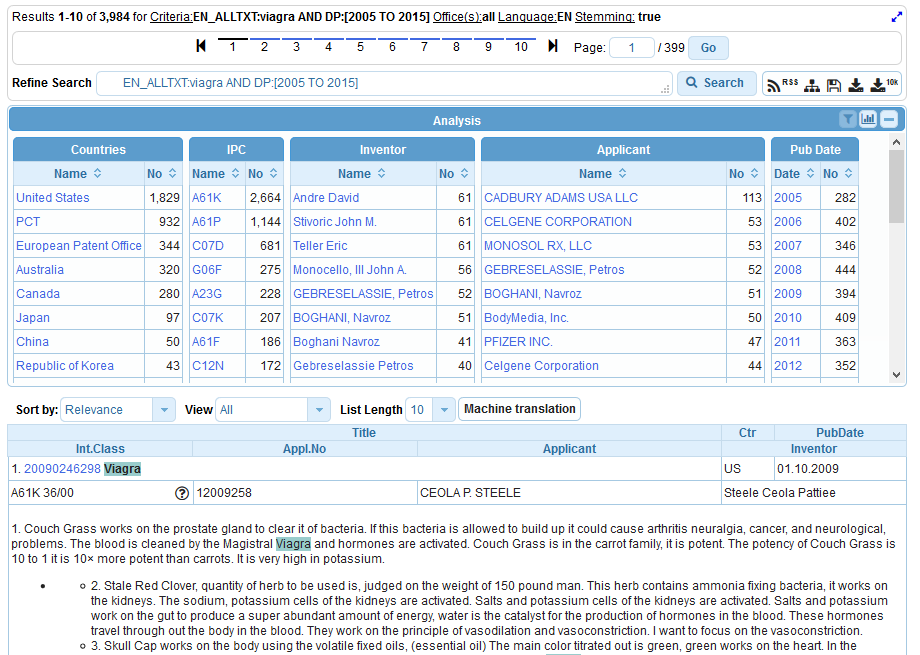 Results 1-10 of 3,984 for Criteria:EN_ALLTXT:viagra AND DP:[2005 TO 2015] Office(s):all Language:EN Stemming: true
1 2 3 4 5 6 7 8 9 10 Page: 1 / 399 Go
Refine Search EN_ALLTXT:viagra AND DP:[2005 TO 2015] Search RSS 10k
Analysis
Countries IPC Inventor Applicant Pub Date
Name No Name No Name No Name No Date No
United States 1,829 A61K 2,664 Andre David 61 CADBURY ADAMS USA LLC 113 2005 282
PCT 932 A61P 1,144 Stivoric John M. 61 CELGENE CORPORATION 53 2006 402
European Patent Office 344 C07D 681 Teller Eric 61 MONOSOL RX, LLC 53 2007 346
Australia 320 G06F 275 Monocello, III John A. 56 GEBRESELASSIE, Petros 52 2008 444
Canada 280 A23G 228 GEBRESELASSIE, Petros 52 BOGHANI, Navroz 51 2009 394
Japan 97 C07K 207 BOGHANI, Navroz 51 BodyMedia, Inc. 50 2010 409
China 50 A61F 186 Boghani Navroz 41 PFIZER INC. 47 2011 363
Republic of Korea 43 C12N 172 Gebreselassie Petros 40 Celgene Corporation 44 2012 352
Sort by: Relevance View All List Length 10 Machine translation
Title Ctr PubDate
Int.Class Appl.No Applicant Inventor
1. 20090246298 Viagra US 01.10.2009
A61K 36/00 ? 12009258 CEOLA P. STEELE Steele Ceola Pattiee
1. Couch Grass works on the prostate gland to clear it of bacteria. If this bacteria is allowed to build up it could cause arthritis neuralgia, cancer, and neurological,
problems. The blood is cleaned by the Magistral Viagra and hormones are activated. Couch Grass is in the carrot family, it is potent. The potency of Couch Grass is
10 to 1 it is 10× more potent than carrots. It is very high in potassium.
2. Stale Red Clover, quantity of herb to be used is, judged on the weight of 150 pound man. This herb contains ammonia fixing bacteria, it works on
the kidneys. The sodium, potassium cells of the kidneys are activated. Salts and potassium cells of the kidneys are activated. Salts and potassium
work on the gut to produce a super abundant amount of energy, water is the catalyst for the production of hormones in the blood. These hormones
travel through out the body in the blood. They work on the principle of vasodilation and vasoconstriction. I want to focus on the vasoconstriction.
3. Skull Cap works on the body using the volatile fixed oils, (essential oil) The main color titrated out is green, green works on the heart. In the